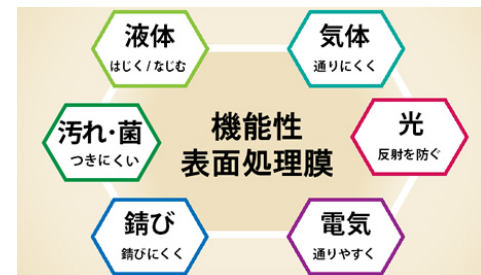 液体
はじく/なじむ
気体
通りにくく
汚れ・菌
つきにくい
機能性
表面処理膜
光
反射を防ぐ
錆び
錆びにくく
電気
通りやすく